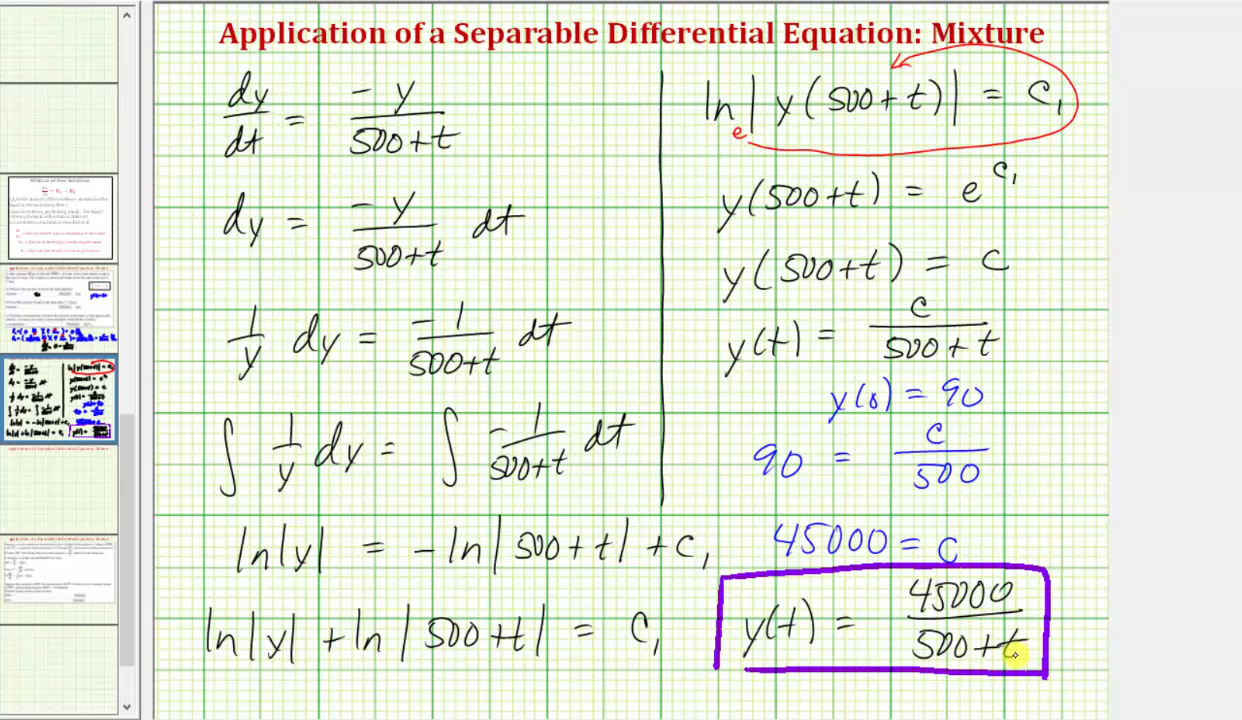 Application of a Separable Differential Equation: Mixture
dy/dt = -y/(500+t)
dy = -y/(500+t) dt
1/y dy = -1/(500+t) dt
∫ 1/y dy = ∫ -1/(500+t) dt
ln|y| = -ln|500+t| + C₁
ln|y| + ln|500+t| = C₁
ln|y(500+t)| = C₁
e
y(500+t) = e^C₁
y(500+t) = C
y(t) = C/(500+t)
y(0) = 90
90 = C/500
45000 = C
y(t) = 45000/(500+t)